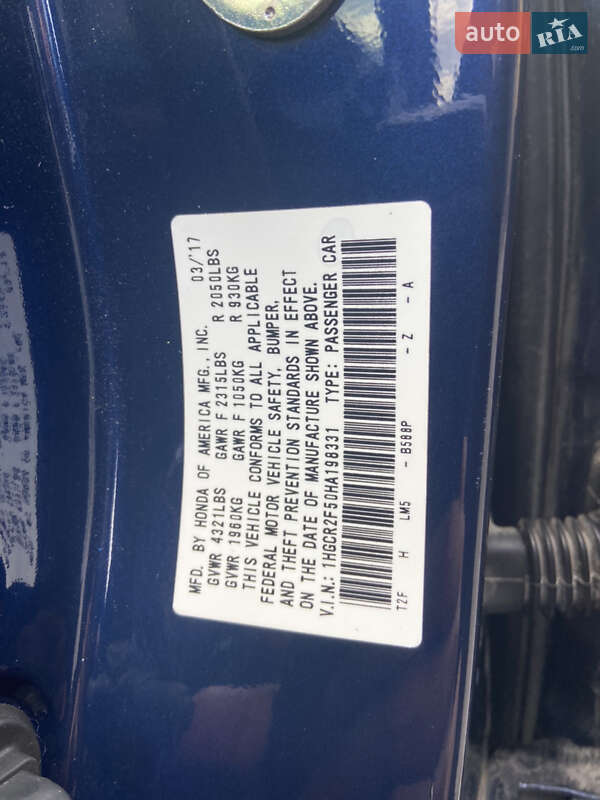 auto RIA.com
MFD. BY HONDA OF AMERICA MFG., INC. 03/'17
GVWR 4321LBS GAWR F 2315LBS R 2050LBS
GVWR 1960KG GAWR F 1050KG R 930KG
THIS VEHICLE CONFORMS TO ALL APPLICABLE
FEDERAL MOTOR VEHICLE SAFETY, BUMPER,
AND THEFT PREVENTION STANDARDS IN EFFECT
ON THE DATE OF MANUFACTURE SHOWN ABOVE.
V.I.N.: 1HGCR2F50HA198331 TYPE: PASSENGER CAR
T2F H LM5 - B588P - Z - A